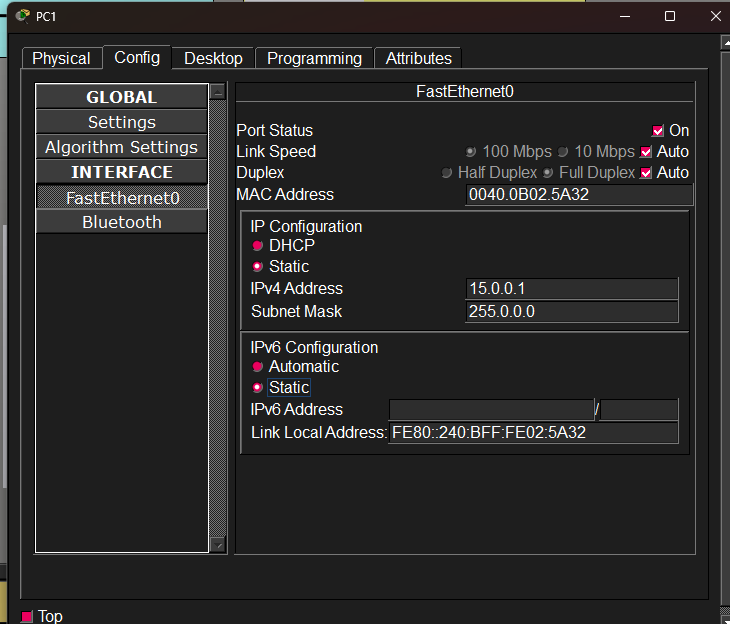 PC1
Physical Config Desktop Programming Attributes
GLOBAL
Settings
Algorithm Settings
INTERFACE
FastEthernet0
Bluetooth
FastEthernet0
Port Status On
Link Speed 100 Mbps 10 Mbps Auto
Duplex Half Duplex Full Duplex Auto
MAC Address 0040.0B02.5A32
IP Configuration
DHCP
Static
IPv4 Address 15.0.0.1
Subnet Mask 255.0.0.0
IPv6 Configuration
Automatic
Static
IPv6 Address /
Link Local Address: FE80::240:BFF:FE02:5A32
Top